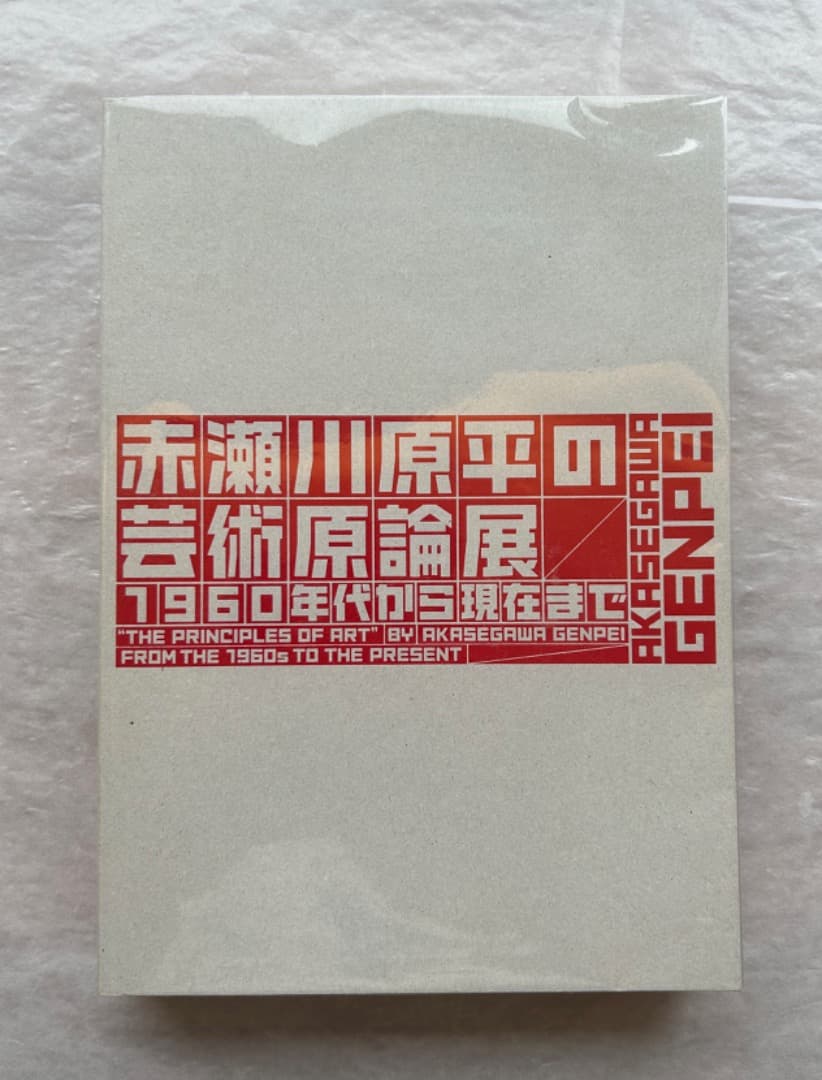 赤瀬川原平の
芸術原論展
1960年代から現在まで
“THE PRINCIPLES OF ART” BY AKASEGAWA GENPEI
FROM THE 1960s TO THE PRESENT
AKASEGAWA
GENPEI